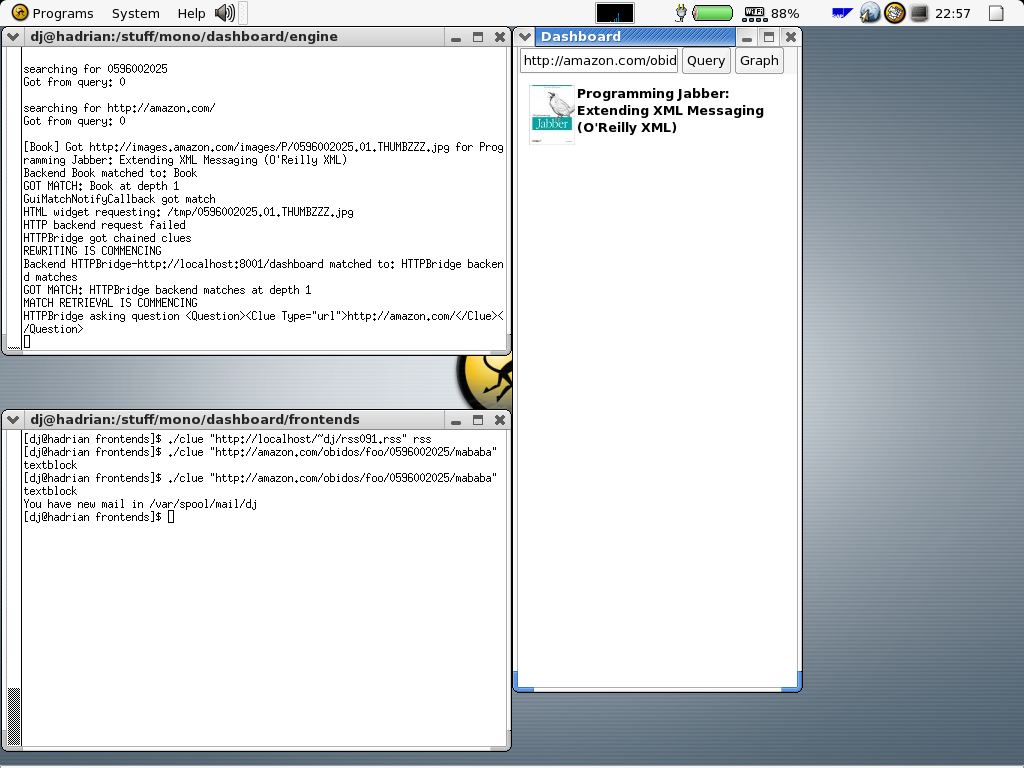 Programs System Help
WiFi 88% 22:57
dj@hadrian:/stuff/mono/dashboard/engine
searching for 0596002025
Got from query: 0
searching for http://amazon.com/
Got from query: 0
[Book] Got http://images.amazon.com/images/P/0596002025.01.THUMBZZZ.jpg for Prog
ramming Jabber: Extending XML Messaging (O'Reilly XML)
Backend Book matched to: Book
GOT MATCH: Book at depth 1
GuiMatchNotifyCallback got match
HTML widget requesting: /tmp/0596002025.01.THUMBZZZ.jpg
HTTP backend request failed
HTTPBridge got chained clues
REWRITING IS COMMENCING
Backend HTTPBridge-http://localhost:8001/dashboard matched to: HTTPBridge backen
d matches
GOT MATCH: HTTPBridge backend matches at depth 1
MATCH RETRIEVAL IS COMMENCING
HTTPBridge asking question <Question><Clue Type="url">http://amazon.com/</Clue><
/Question>
dj@hadrian:/stuff/mono/dashboard/frontends
[dj@hadrian frontends]$ ./clue "http://localhost/~dj/rss091.rss" rss
[dj@hadrian frontends]$ ./clue "http://amazon.com/obidos/foo/0596002025/mababa"
textblock
[dj@hadrian frontends]$ ./clue "http://amazon.com/obidos/foo/0596002025/mababa"
textblock
You have new mail in /var/spool/mail/dj
[dj@hadrian frontends]$
Dashboard
http://amazon.com/obid Query Graph
Jabber
Programming Jabber:
Extending XML Messaging
(O'Reilly XML)